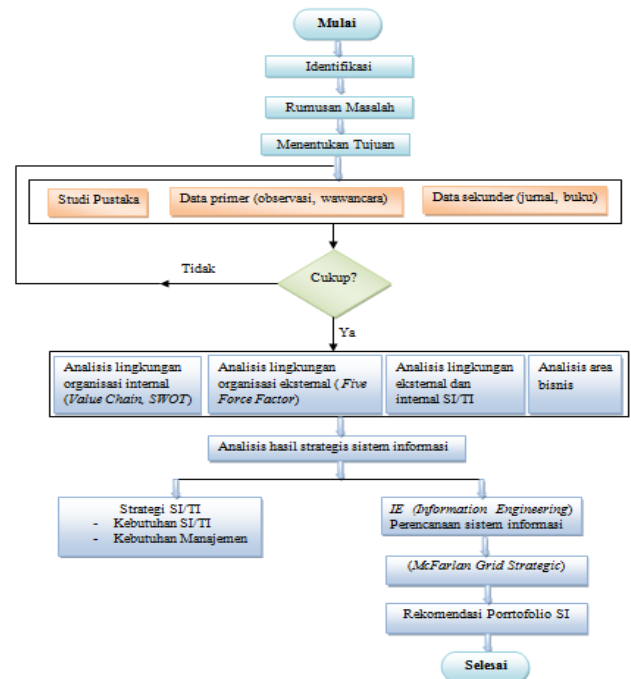 Mulai
Identifikasi
Rumusan Masalah
Menentukan Tujuan
Studi Pustaka
Data primer (observasi, wawancara)
Data sekunder (jurnal, buku)
Tidak
Cukup?
Ya
Analisis lingkungan
organisasi internal
(Value Chain, SWOT)
Analisis lingkungan
organisasi eksternal ( Five
Force Factor)
Analisis lingkungan
eksternal dan
internal SI/TI
Analisis area
bisnis
Analisis hasil strategis sistem informasi
Strategi SI/TI
- Kebutuhan SI/TI
- Kebutuhan Manajemen
IE (Information Engineering)
Perencanaan sistem informasi
(McFarlan Grid Strategic)
Rekomendasi Porrtofolio SI
Selesai